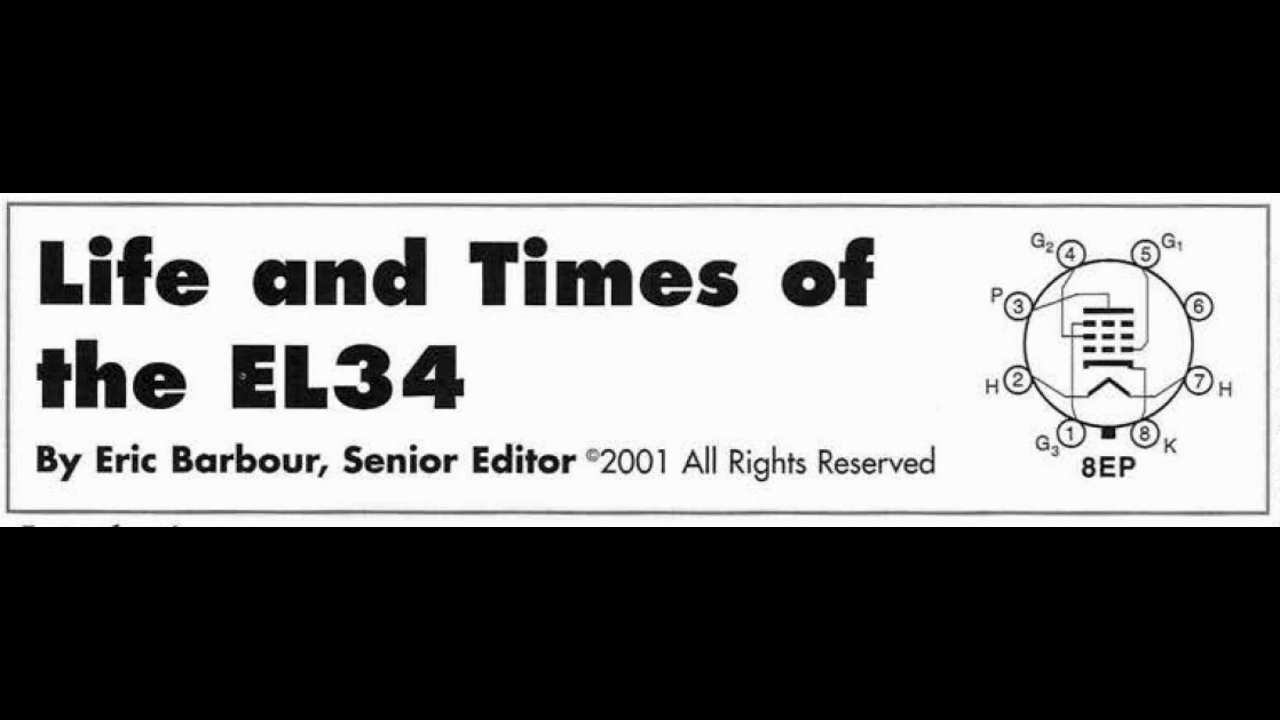 Life and Times of
the EL34
By Eric Barbour, Senior Editor ©2001 All Rights Reserved
G2 4 5 G1
P 3 6
H 2 7 H
G3 1 8 K
8EP